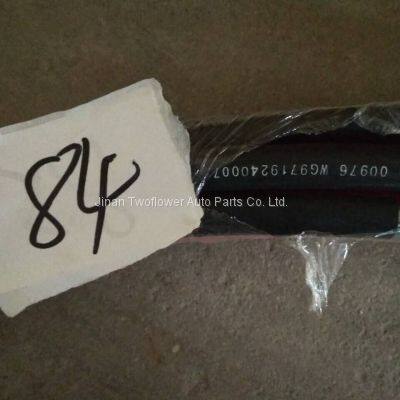 84
00976 WG9719240007
Jinan Twoflower Auto Parts Co. Ltd.